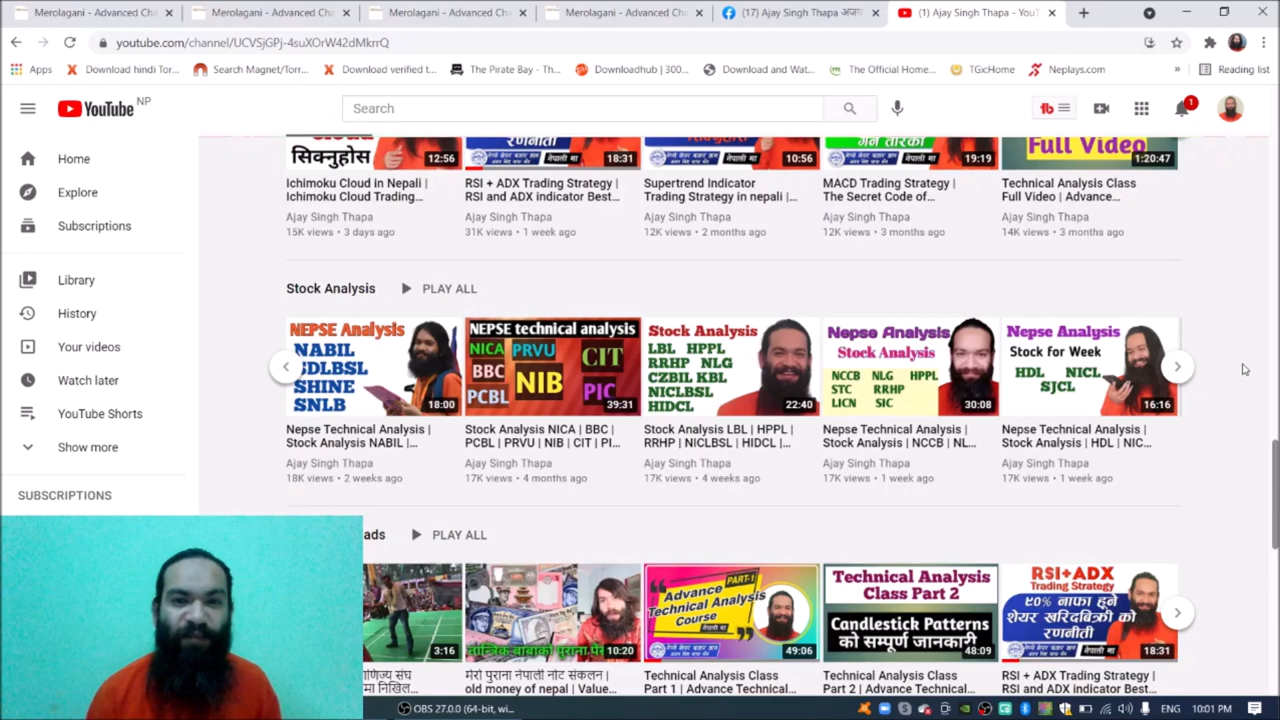 Merolagani - Advanced Cha
Merolagani - Advanced Cha
Merolagani - Advanced Cha
Merolagani - Advanced Cha
(17) Ajay Singh Thapa अजय
(1) Ajay Singh Thapa - YouT
youtube.com/channel/UCVSjGPj-4suXOrW42dMkrrQ
Apps
Download hindi Tor...
Search Magnet/Torr...
Download verified t...
The Pirate Bay - Th...
Downloadhub | 300...
Download and Wat...
The Official Home...
TGxHome
Neplays.com
»
Reading list
YouTube NP
Search
tb
1
Home
Explore
Subscriptions
Library
History
Your videos
Watch later
YouTube Shorts
Show more
SUBSCRIPTIONS
सिक्नुहोस
12:56
रणनीती
नेपाली मा
18:31
नेपाली मा
10:56
नेपाली मा
19:19
Full Video
1:20:47
Ichimoku Cloud in Nepali |
Ichimoku Cloud Trading...
Ajay Singh Thapa
15K views • 3 days ago
RSI + ADX Trading Strategy |
RSI and ADX indicator Best...
Ajay Singh Thapa
31K views • 1 week ago
Supertrend Indicator
Trading Strategy in nepali |...
Ajay Singh Thapa
12K views • 2 months ago
MACD Trading Strategy |
The Secret Code of...
Ajay Singh Thapa
12K views • 3 months ago
Technical Analysis Class
Full Video | Advance...
Ajay Singh Thapa
14K views • 3 months ago
Stock Analysis
PLAY ALL
NEPSE Analysis
NABIL
GDLBSL
SHINE
SNLB
18:00
NEPSE technical analysis
NICA PRVU CIT
BBC NIB
PCBL PIC
39:31
Stock Analysis
LBL HPPL
RRHP NLG
CZBIL KBL
NICLBSL
HIDCL
22:40
Nepse Analysis
Stock Analysis
NCCB NLG HPPL
STC RRHP
LICN SIC
30:08
Nepse Analysis
Stock for Week
HDL NICL
SJCL
16:16
Nepse Technical Analysis |
Stock Analysis NABIL |...
Ajay Singh Thapa
18K views • 2 weeks ago
Stock Analysis NICA | BBC |
PCBL | PRVU | NIB | CIT | PI...
Ajay Singh Thapa
17K views • 4 months ago
Stock Analysis LBL | HPPL |
RRHP | NICLBSL | HIDCL |...
Ajay Singh Thapa
17K views • 4 weeks ago
Nepse Technical Analysis |
Stock Analysis | NCCB | NL...
Ajay Singh Thapa
17K views • 1 week ago
Nepse Technical Analysis |
Stock Analysis | HDL | NIC...
Ajay Singh Thapa
17K views • 1 week ago
ads
PLAY ALL
3:16
10:20
PART-1
Advance
Technical Analysis
Course
नेपाली मा
49:06
Technical Analysis
Class Part 2
Candlestick Patterns
को सम्पूर्ण जानकारी
48:09
RSI+ADX
Trading Strategy
९०% नाफा हुने
शेयर खरिदबिक्री को
रणनीती
नेपाली मा
18:31
मेरो पुराना नेपाली नोट संकलन |
old money of nepal | Value...
Technical Analysis Class
Part 1 | Advance Technical...
Technical Analysis Class
Part 2 | Advance Technical...
RSI + ADX Trading Strategy |
RSI and ADX indicator Best...
OBS 27.0.0 (64-bit, wi...
ENG
10:01 PM